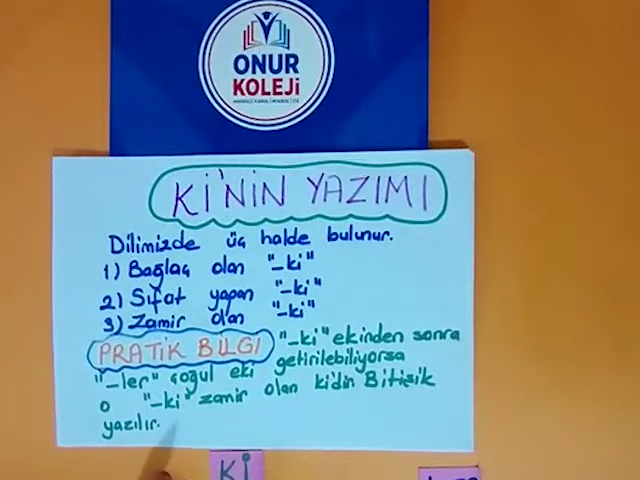 ONUR
KOLEJİ
Kİ'NİN YAZIMI
Dilimizde üç halde bulunur.
1) Bağlaç olan "-ki"
2) Sıfat yapan "-ki"
3) Zamir olan "-ki"
PRATİK BİLGİ "-ki" ekinden sonra
"-ler" çoğul eki getirilebiliyorsa
o "-ki" zamir olan ki'dir Bitişik
yazılır.
Kİ